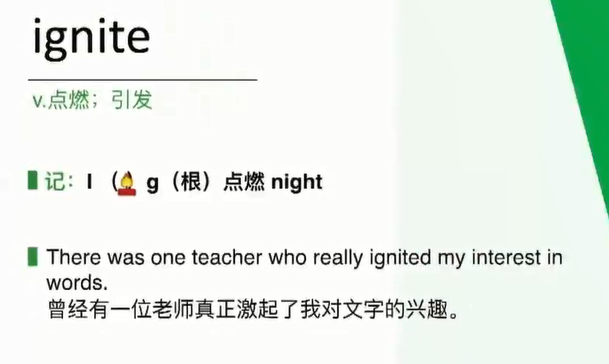 ignite
v.点燃；引发
记：I （ g（根）点燃 night
There was one teacher who really ignited my interest in
words.
曾经有一位老师真正激起了我对文字的兴趣。